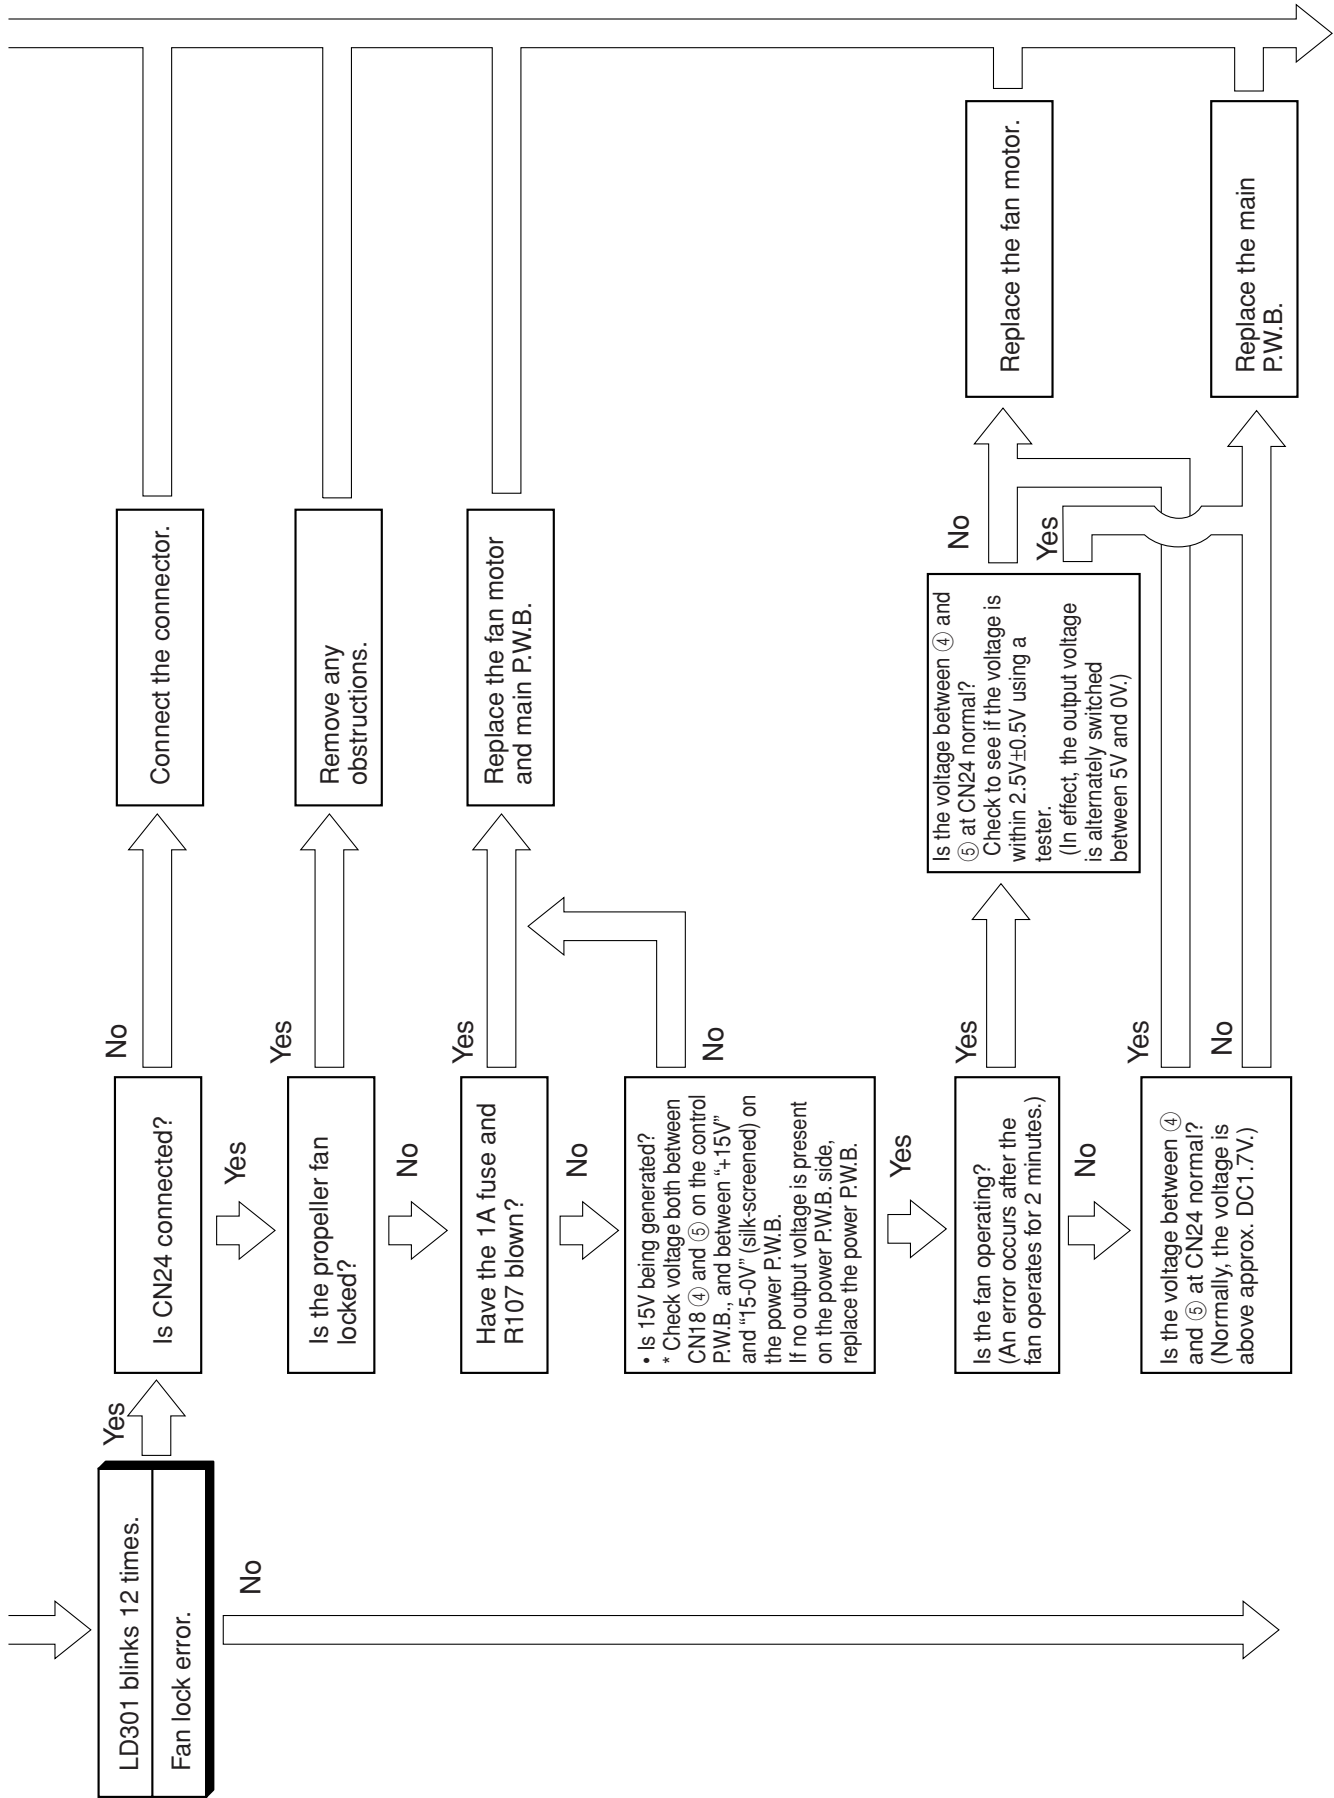 LD301 blinks 12 times.
Fan lock error.
Yes
No
Is CN24 connected?
No
Connect the connector.
Yes
Is the propeller fan
locked?
Yes
Remove any
obstructions.
No
Have the 1A fuse and
R107 blown?
Yes
Replace the fan motor
and main P.W.B.
No
• Is 15V being generated?
* Check voltage both between
CN18 ④ and ⑤ on the control
P.W.B., and between “+15V”
and “15-0V” (silk-screened) on
the power P.W.B.
If no output voltage is present
on the power P.W.B. side,
replace the power P.W.B.
No
Yes
Is the fan operating?
(An error occurs after the
fan operates for 2 minutes.)
Yes
Is the voltage between ④ and
⑤ at CN24 normal?
Check to see if the voltage is
within 2.5V±0.5V using a
tester.
(In effect, the output voltage
is alternately switched
between 5V and 0V.)
No
Yes
Replace the fan motor.
No
Is the voltage between ④
and ⑤ at CN24 normal?
(Normally, the voltage is
above approx. DC1.7V.)
Yes
No
Replace the main
P.W.B.